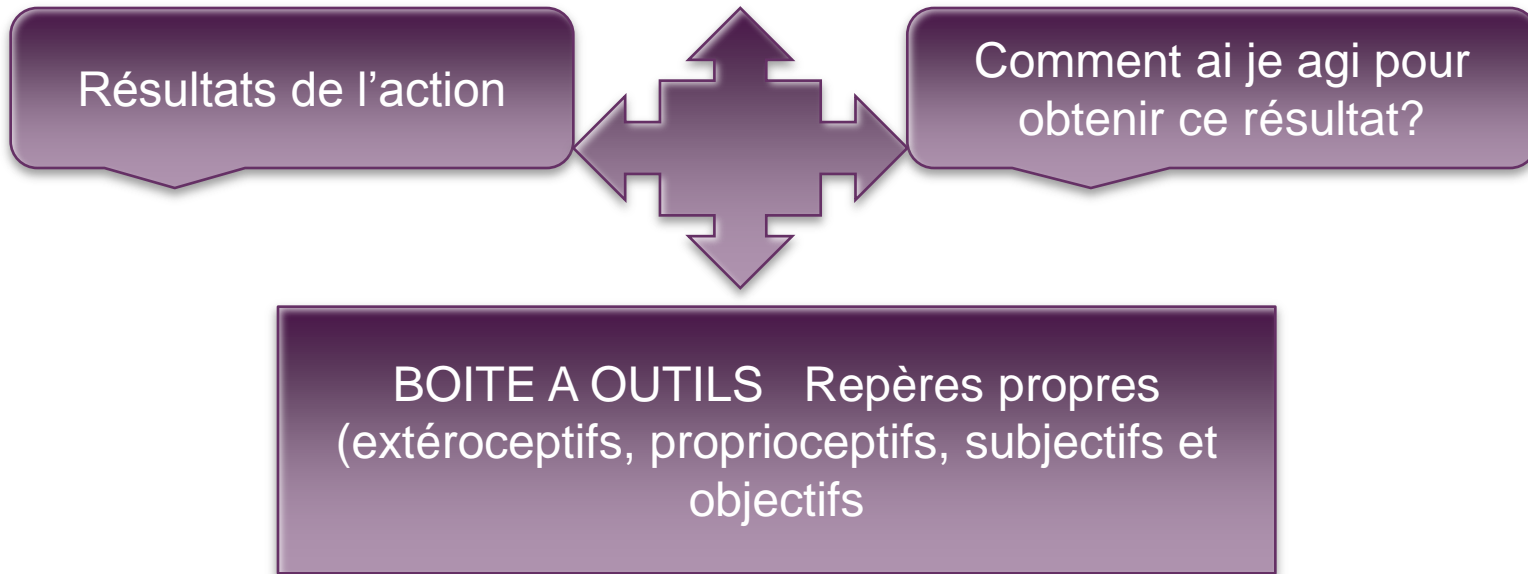 Résultats de l’action
Comment ai je agi pour
obtenir ce résultat?
BOITE A OUTILS   Repères propres
(extéroceptifs, proprioceptifs, subjectifs et
objectifs